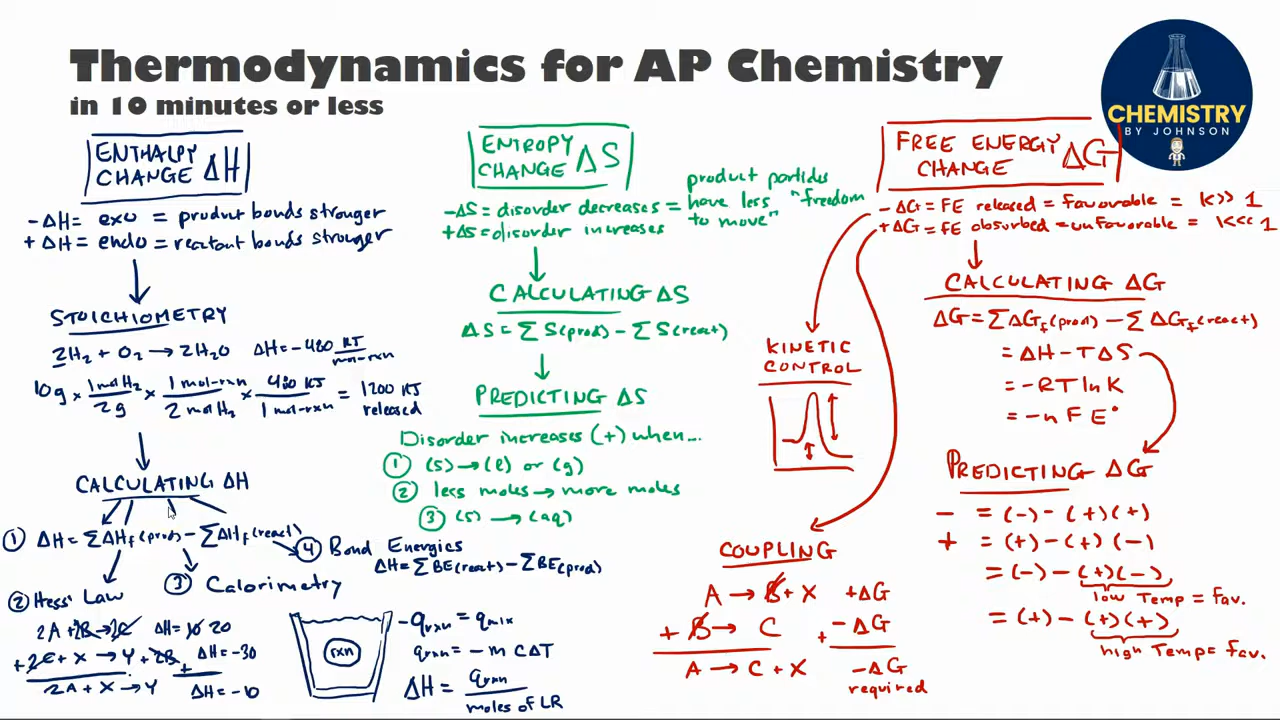 Thermodynamics for AP Chemistry
in 10 minutes or less
CHEMISTRY
BY JOHNSON
ENTHALPY
CHANGE ΔH
-ΔH = exo = product bonds stronger
+ΔH = endo = reactant bonds stronger
STOICHIOMETRY
2H₂ + O₂ → 2H₂O ΔH = -480 KJ/mol-rxn
10g × 1 mol H₂/2g × 1 mol-rxn/2 mol H₂ × 480 KJ/1 mol-rxn = 1200 KJ
released
CALCULATING ΔH
① ΔH = ΣΔHf(prod) - ΣΔHf(react)
② Hess' Law
2A + 2B → 2C ΔH = 10 20
+ 2C + X → Y + 2B ΔH = -30
2A + X → Y ΔH = -10
③ Calorimetry
rxn
-qrxn = qmix
qrxn = -mCΔT
ΔH = qrxn/moles of LR
④ Bond Energies
ΔH = ΣBE(react) - ΣBE(prod)
ENTROPY
CHANGE ΔS
-ΔS = disorder decreases = product particles
have less "freedom
to move"
+ΔS = disorder increases
CALCULATING ΔS
ΔS = ΣS(prod) - ΣS(react)
PREDICTING ΔS
Disorder increases (+) when...
① (s) → (l) or (g)
② less moles → more moles
③ (s) → (aq)
FREE ENERGY
CHANGE ΔG
-ΔG = FE released = favorable = K>>1
+ΔG = FE absorbed = unfavorable = K<<1
KINETIC
CONTROL
COUPLING
A → B + X +ΔG
+ B → C + -ΔG
A → C + X -ΔG
required
CALCULATING ΔG
ΔG = ΣΔGf(prod) - ΣΔGf(react)
= ΔH - TΔS
= -RT ln K
= -nFE°
PREDICTING ΔG
- = (-) - (+)(+)
+ = (+) - (+)(-)
= (-) - (+)(-)
low Temp = fav.
= (+) - (+)(+)
high Temp = fav.